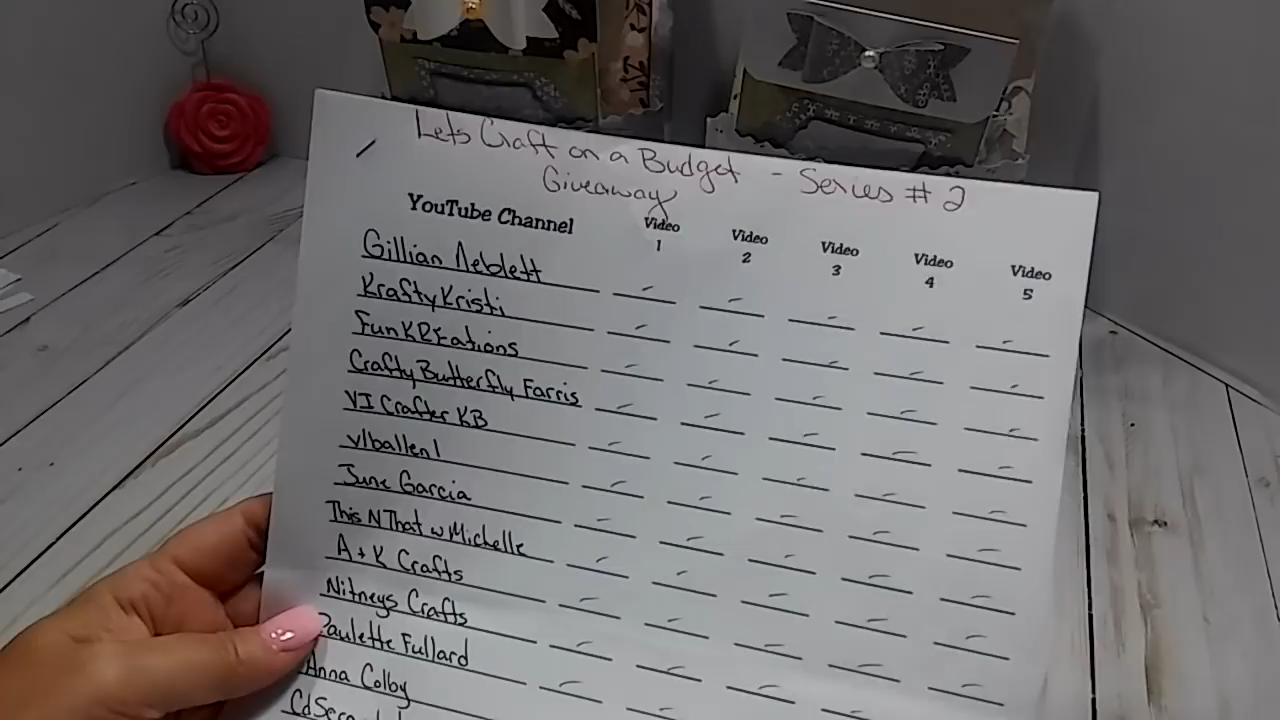 Lets Craft on a Budget - Series # 2
Giveaway
YouTube Channel Video 1 Video 2 Video 3 Video 4 Video 5
Gillian Neblett
KraftyKristi
FunKREations
Crafty Butterfly Farris
VI Crafter KB
vlballen1
June Garcia
This N That w Michelle
A + K Crafts
Nitneys Crafts
Paulette Fullard
Anna Colby